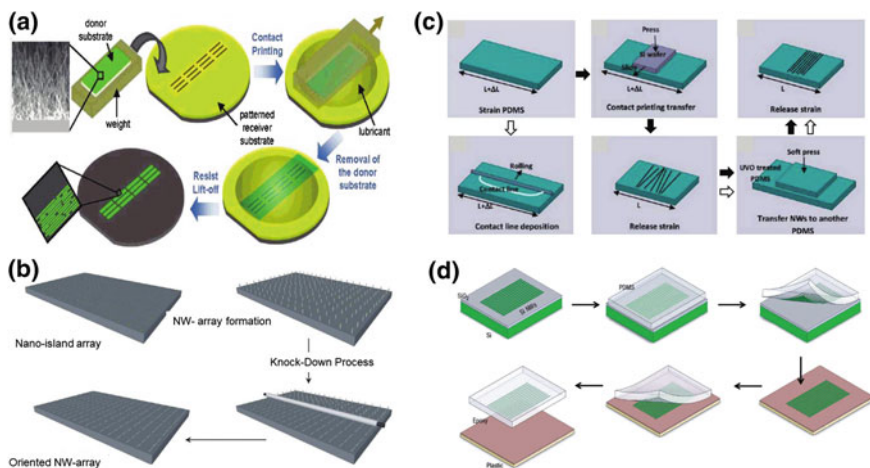 (a)
donor
substrate
weight
Contact
Printing
patterned
receiver
substrate
lubricant
Removal of
the donor
substrate
Resist
Lift-off
(b)
Nano-island array
NW- array formation
Knock-Down Process
Oriented NW-array
(c)
L+ΔL
Strain PDMS
Press
Si wafer
L+ΔL
Contact printing transfer
L
Release strain
Rolling
Contact line
L+ΔL
Contact line deposition
L
Release strain
Soft press
UVO treated
PDMS
Transfer NWs to another
PDMS
(d)
SiO₂
Si NWs
Si
PDMS
Epoxy
Plastic